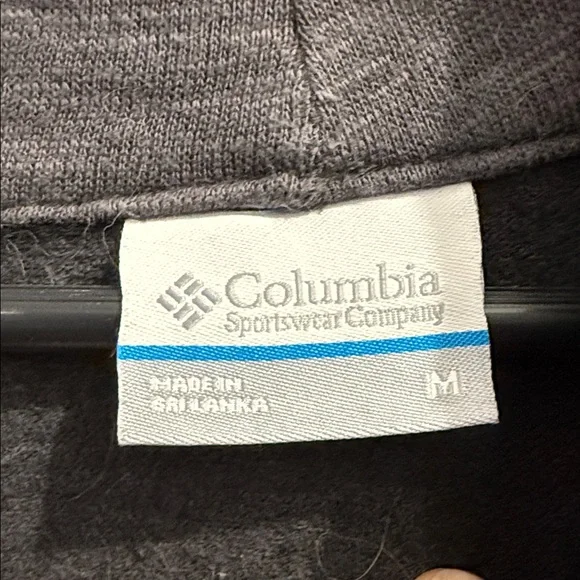 Columbia
Sportswear Company
MADE IN
SRI LANKA
M